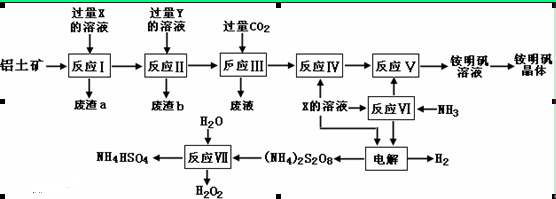 过量X 的溶液
过量Y 的溶液
过量CO₂
铝土矿
反应Ⅰ
反应Ⅱ
反应Ⅲ
反应Ⅳ
反应Ⅴ
铵明矾 溶液
铵明矾 晶体
废渣a
废渣b
废液
X的溶液
反应Ⅵ
NH₃
H₂O
NH₄HSO₄
反应Ⅶ
(NH₄)₂S₂O₈
电解
H₂
H₂O₂